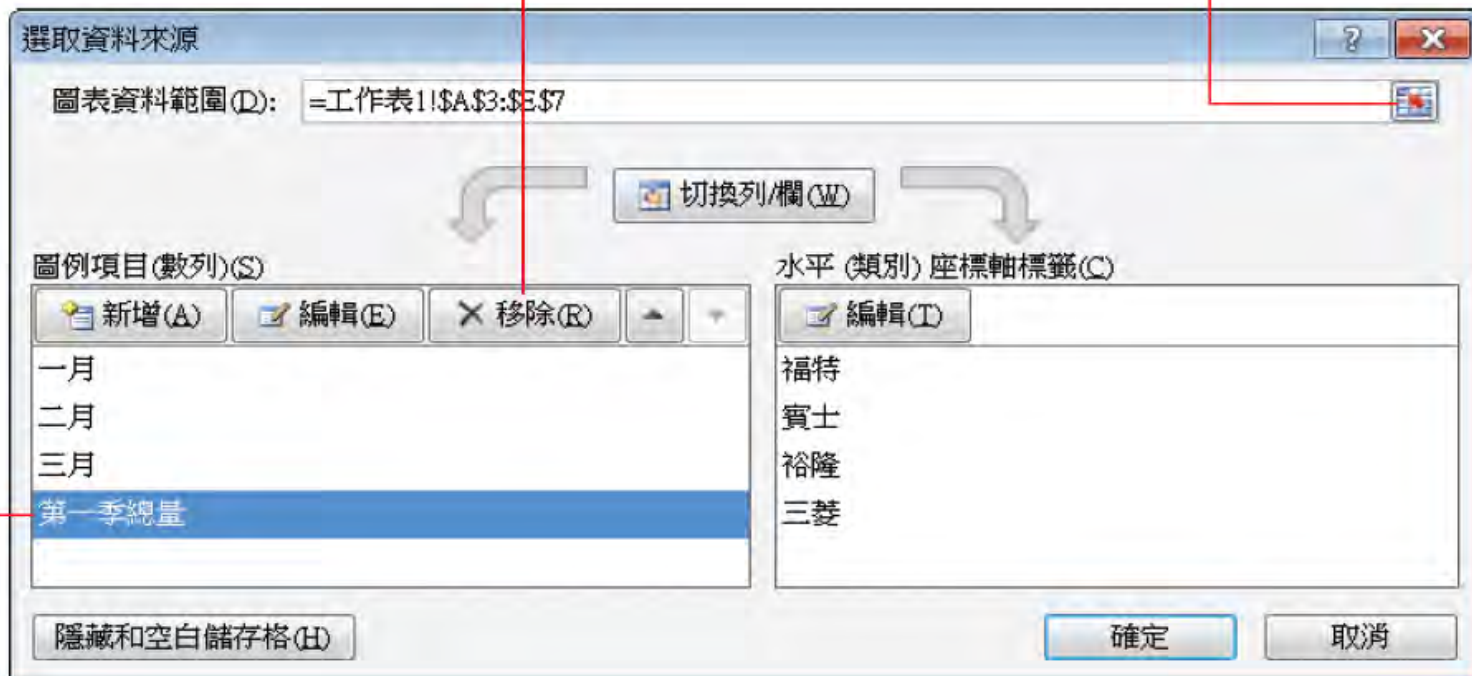 選取資料來源
圖表資料範圍(D): =工作表1!$A$3:$E$7
切換列/欄(W)
圖例項目(數列)(S)
新增(A) 編輯(E) 移除(R)
一月
二月
三月
第一季總量
水平 (類別) 座標軸標籤(C)
編輯(T)
福特
賓士
裕隆
三菱
隱藏和空白儲存格(H)
確定 取消